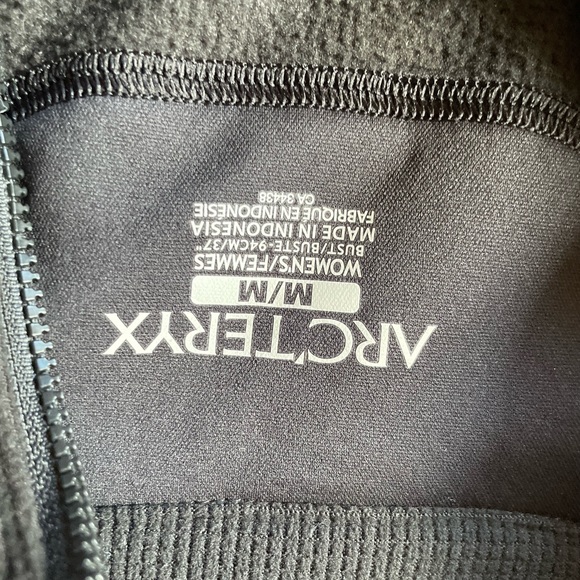 ARC'TERYX
M/M
WOMEN'S/FEMMES
BUST/BUSTE-94CM/37"
MADE IN INDONESIA
FABRIQUE EN INDONESIE
CA 34438